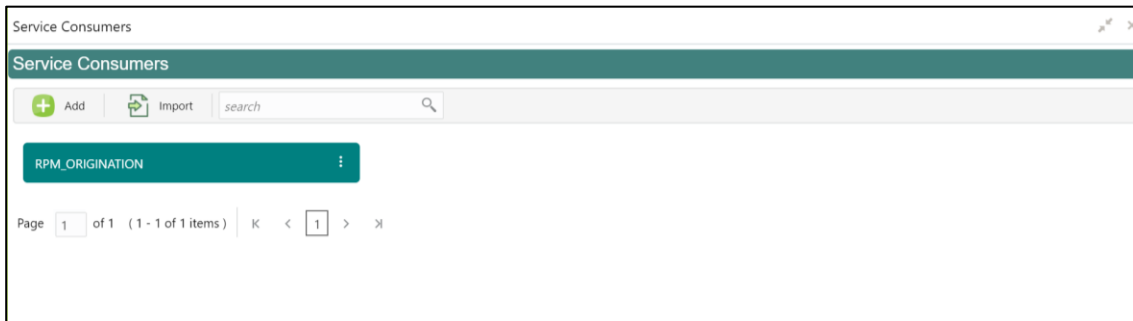 Service Consumers
Service Consumers
Add Import search
RPM_ORIGINATION
Page 1 of 1 ( 1 - 1 of 1 items ) 1